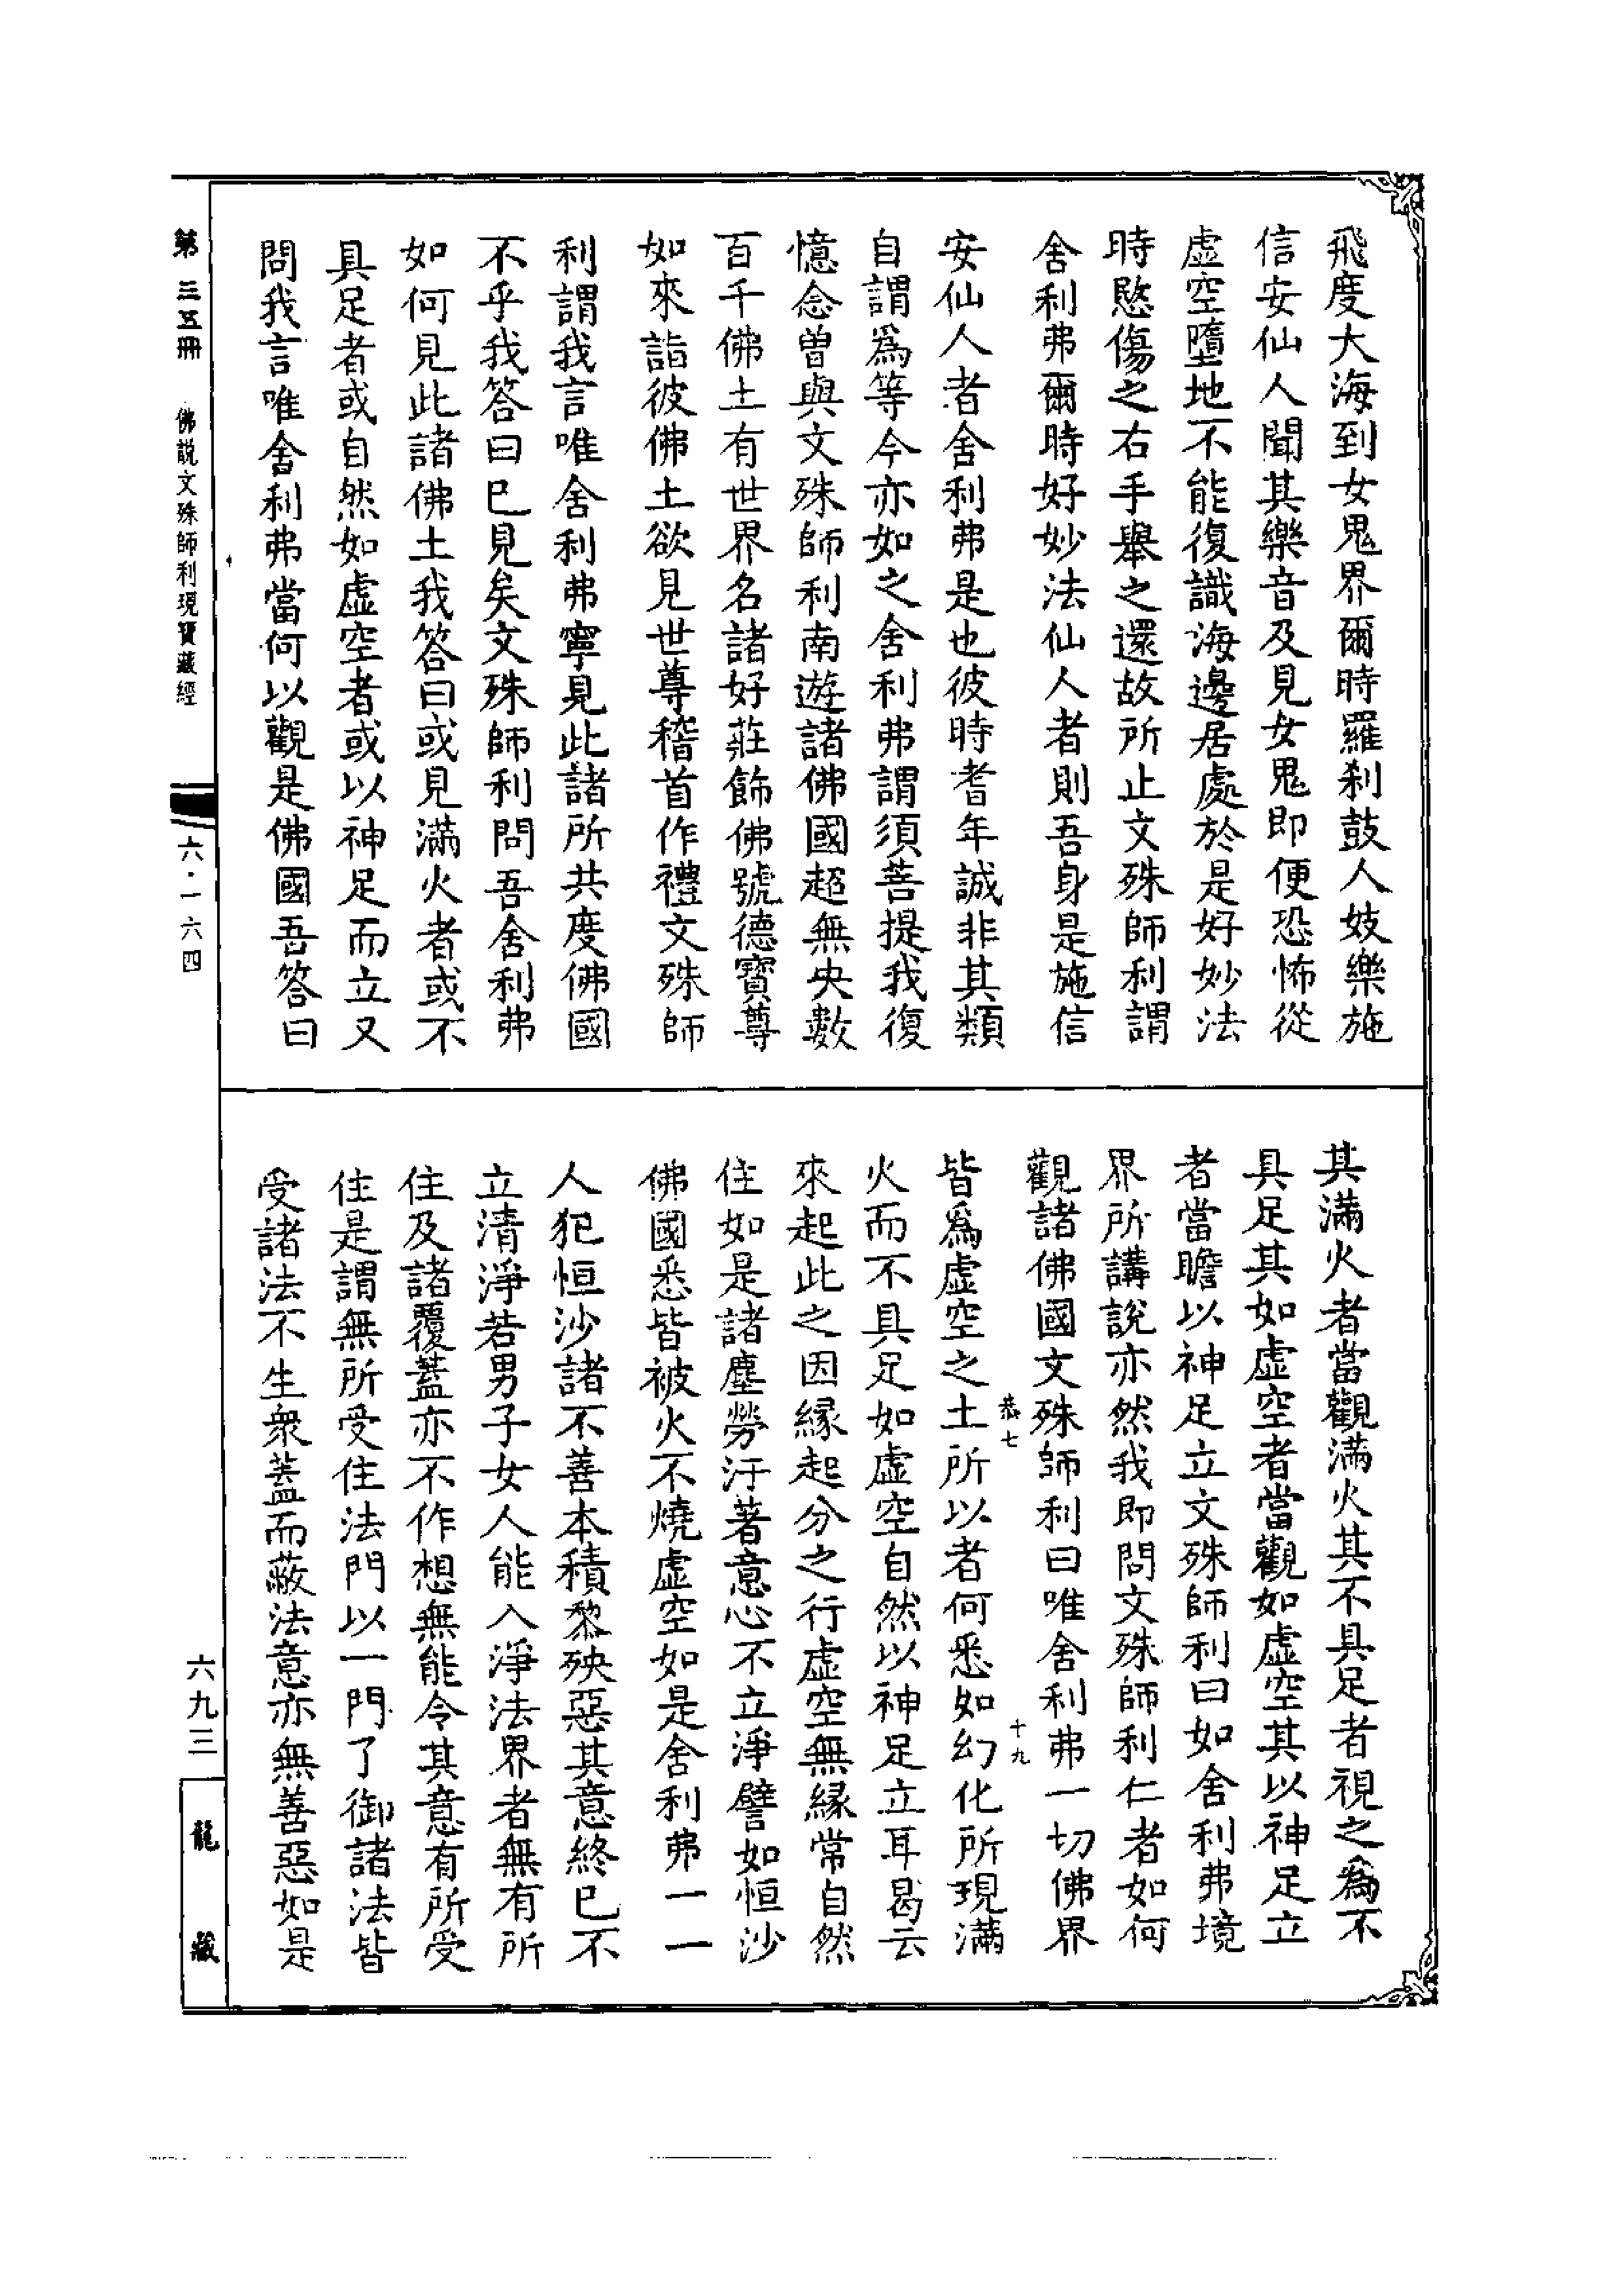 飛度大海到女鬼界爾時羅剎鼓人妓樂施
信安仙人聞其樂音及見女鬼即便恐怖從
虛空墮地不能復識海邊居處於是好妙法
時愍傷之右手舉之還故所止文殊師利謂
舍利弗爾時好妙法仙人者則吾身是施信
安仙人者舍利弗是也彼時耆年誠非其類
自謂爲等今亦如之舍利弗謂須菩提我復
憶念曾與文殊師利南遊諸佛國超無央數
百千佛土有世界名諸好莊飾佛號德寶尊
如來詣彼佛土欲見世尊稽首作禮文殊師
利謂我言唯舍利弗寧見此諸所共度佛國
不乎我答曰已見矣文殊師利問吾舍利弗
如何見此諸佛土我答曰或見滿火者或不
具足者或自然如虛空者或以神足而立又
問我言唯舍利弗當何以觀是佛國吾答曰
其滿火者當觀滿火其不具足者視之爲不
具足其如虛空者當觀如虛空其以神足立
者當瞻以神足立文殊師利曰如舍利弗境
界所講說亦然我即問文殊師利仁者如何
觀諸佛國文殊師利曰唯舍利弗一切佛界
恭七 十九
皆爲虛空之土所以者何悉如幻化所現滿
火而不具足如虛空自然以神足立耳曷云
來起此之因緣起分之行虛空無緣常自然
住如是諸塵勞汙著意心不立淨譬如恒沙
佛國悉皆被火不燒虛空如是舍利弗一一
人犯恒沙諸不善本積黎殃惡其意終已不
立清淨若男子女人能入淨法界者無有所
住及諸覆蓋亦不作想無能令其意有所受
住是謂無所受住法門以一門了御諸法皆
受諸法不生衆蓋而蔽法意亦無善惡如是
第三五冊 佛說文殊師利現寶藏經
六·一六四
六九三
龍藏